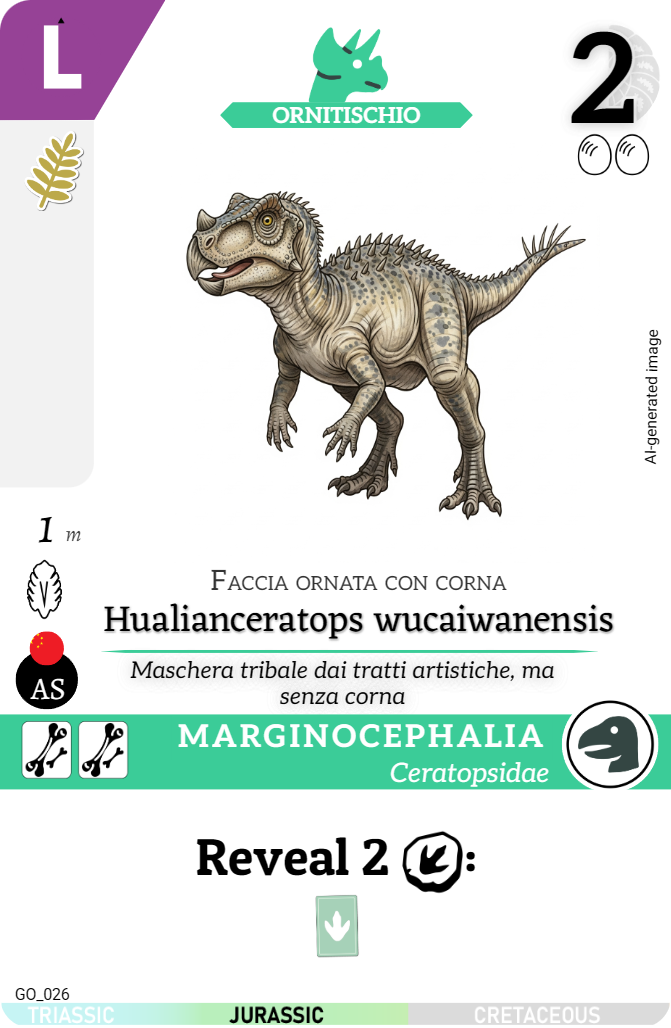 L
ORNITISCHIO
2
AI-generated image
1 m
Faccia ornata con corna
Hualianceratops wucaiwanensis
AS
Maschera tribale dai tratti artistiche, ma
senza corna
MARGINOCEPHALIA
Ceratopsidae
Reveal 2 :
GO_026
TRIASSIC JURASSIC CRETACEOUS